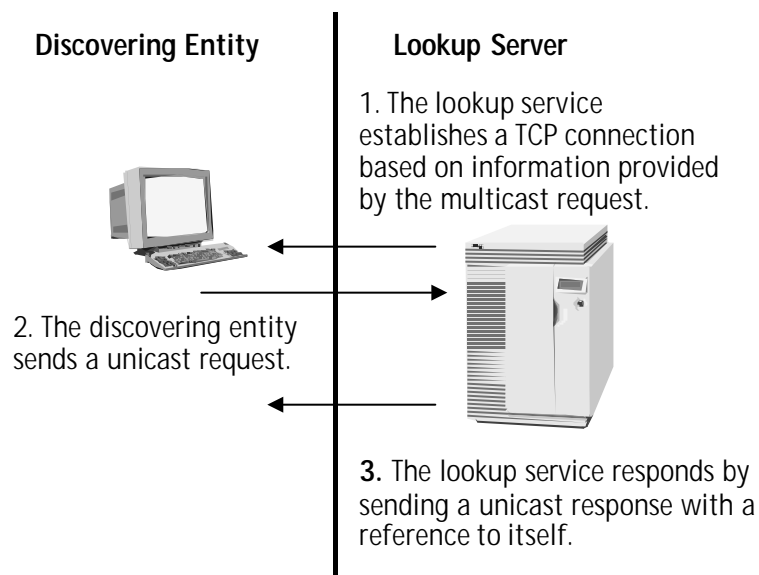 Discovering Entity
Lookup Server
1. The lookup service
establishes a TCP connection
based on information provided
by the multicast request.
2. The discovering entity
sends a unicast request.
3. The lookup service responds by
sending a unicast response with a
reference to itself.